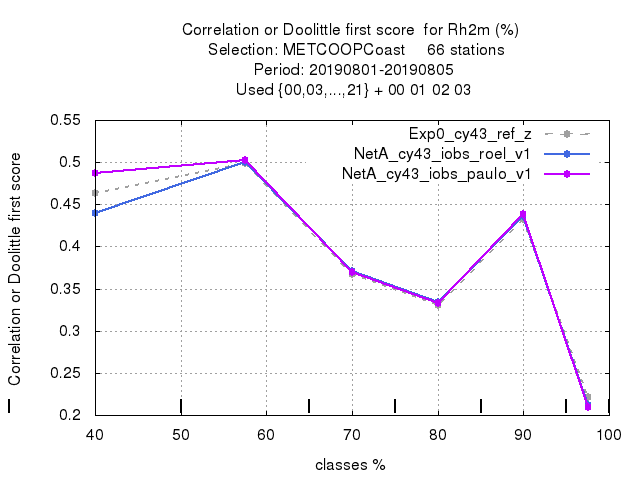 Correlation or Doolittle first score  for Rh2m (%)
Selection: METCOOPCoast     66 stations
Period: 20190801-20190805
Used {00,03,...,21} + 00 01 02 03
Exp0_cy43_ref_z
NetA_cy43_iobs_roel_v1
NetA_cy43_iobs_paulo_v1
Correlation or Doolittle first score
0.55
0.5
0.45
0.4
0.35
0.3
0.25
0.2
40 50 60 70 80 90 100
classes %